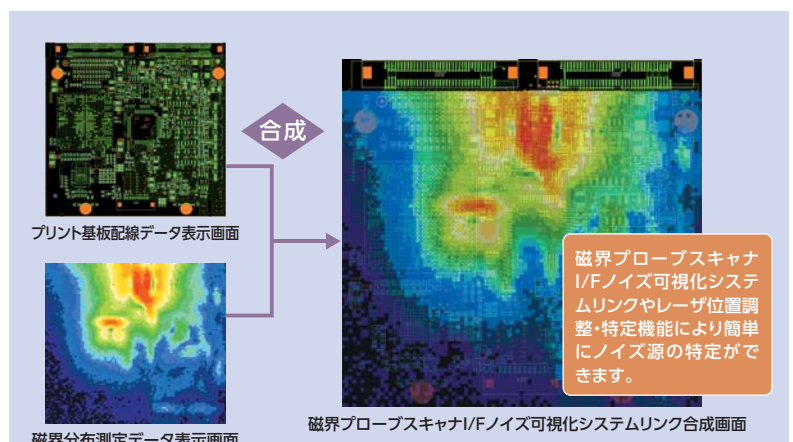 合成
プリント基板配線データ表示画面
磁界プローブスキャナ
I/Fノイズ可視化システ
ムリンクやレーザ位置調
整・特定機能により簡単
にノイズ源の特定がで
きます。
磁界プローブスキャナI/Fノイズ可視化システムリンク合成画面
磁界分布測定データ表示画面